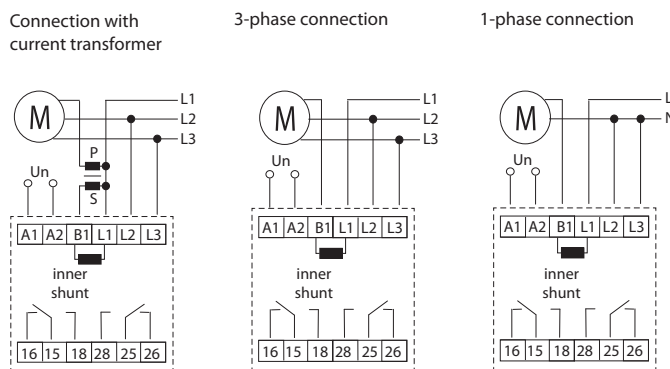 Connection with
current transformer
M
L1
L2
L3
P
S
Un
A1 A2 B1 L1 L2 L3
inner
shunt
16 15 18 28 25 26
3-phase connection
M
L1
L2
L3
Un
A1 A2 B1 L1 L2 L3
inner
shunt
16 15 18 28 25 26
1-phase connection
M
L
N
Un
A1 A2 B1 L1 L2 L3
inner
shunt
16 15 18 28 25 26